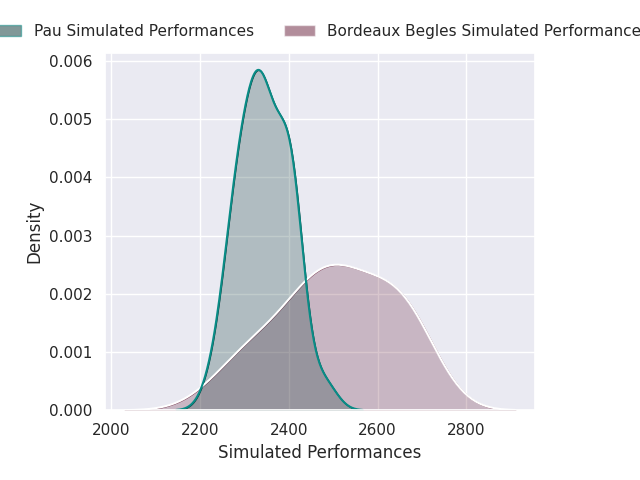 Pau Simulated Performances
Bordeaux Begles Simulated Performance
0.006
0.005
0.004
0.003
0.002
0.001
0.000
Density
2000 2200 2400 2600 2800
Simulated Performances